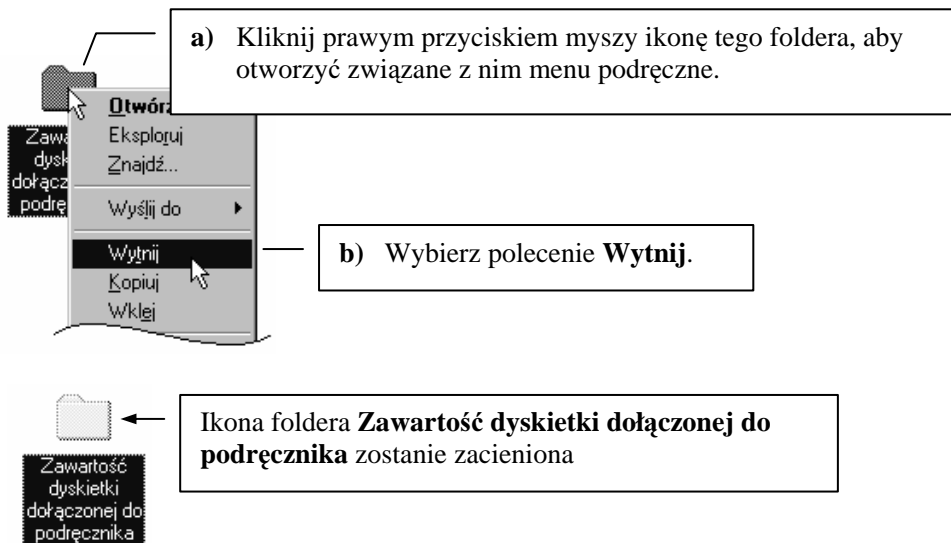 a) Kliknij prawym przyciskiem myszy ikonę tego foldera, aby
otworzyć związane z nim menu podręczne.
Eksploruj
Znajdź...
Wyślij do
Wytnij
Kopiuj
Wklej
b) Wybierz polecenie Wytnij.
Ikona foldera Zawartość dyskietki dołączonej do
podręcznika zostanie zacieniona
Zawartość
dyskietki
dołączonej do
podręcznika